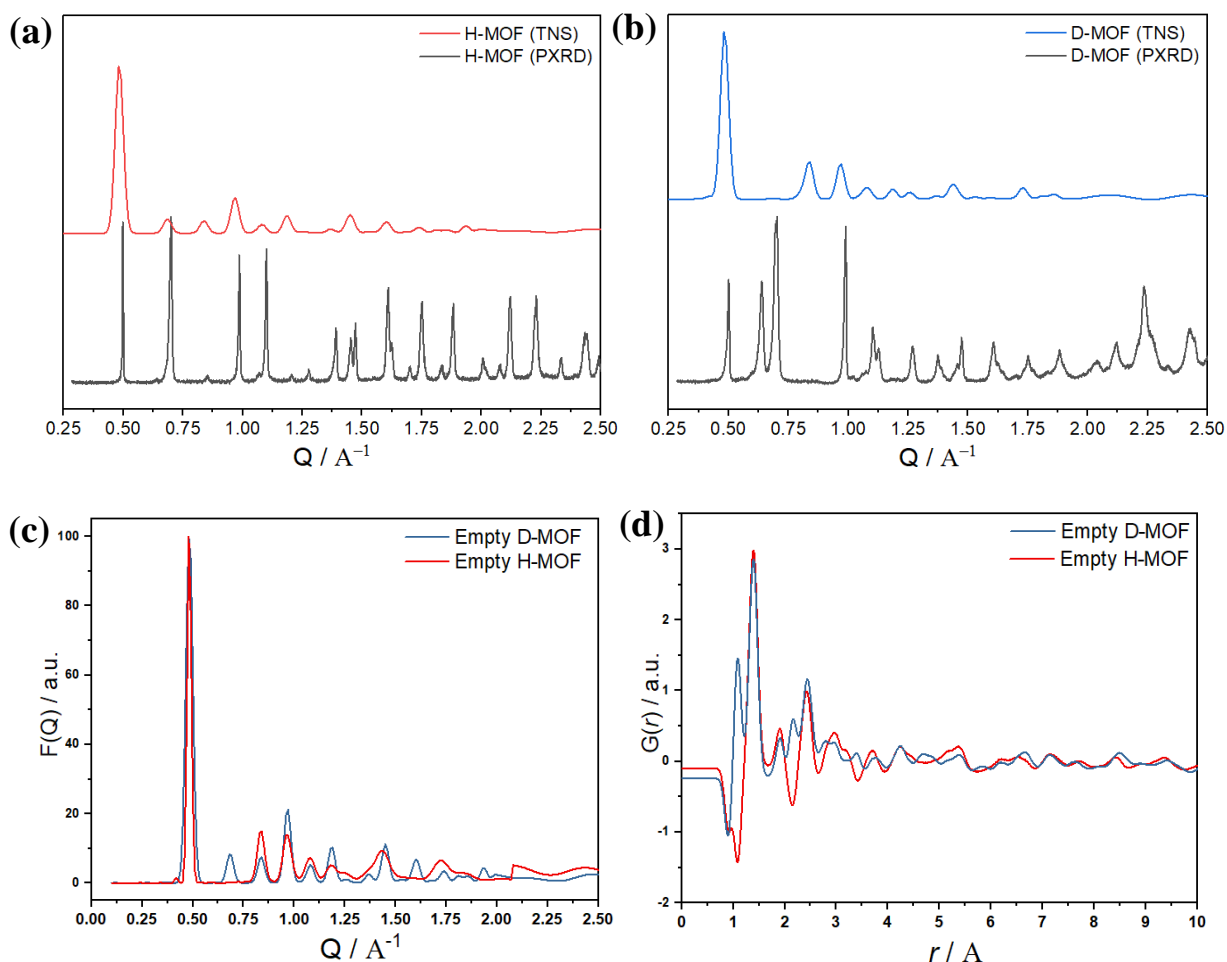 (a)
H-MOF (TNS)
H-MOF (PXRD)
0.25 0.50 0.75 1.00 1.25 1.50 1.75 2.00 2.25 2.50
Q / A⁻¹
(b)
D-MOF (TNS)
D-MOF (PXRD)
0.25 0.50 0.75 1.00 1.25 1.50 1.75 2.00 2.25 2.50
Q / A⁻¹
(c)
Empty D-MOF
Empty H-MOF
F(Q) / a.u.
100
80
60
40
20
0
0.00 0.25 0.50 0.75 1.00 1.25 1.50 1.75 2.00 2.25 2.50
Q / A⁻¹
(d)
Empty D-MOF
Empty H-MOF
G(r) / a.u.
3
2
1
0
-1
-2
0 1 2 3 4 5 6 7 8 9 10
r / A